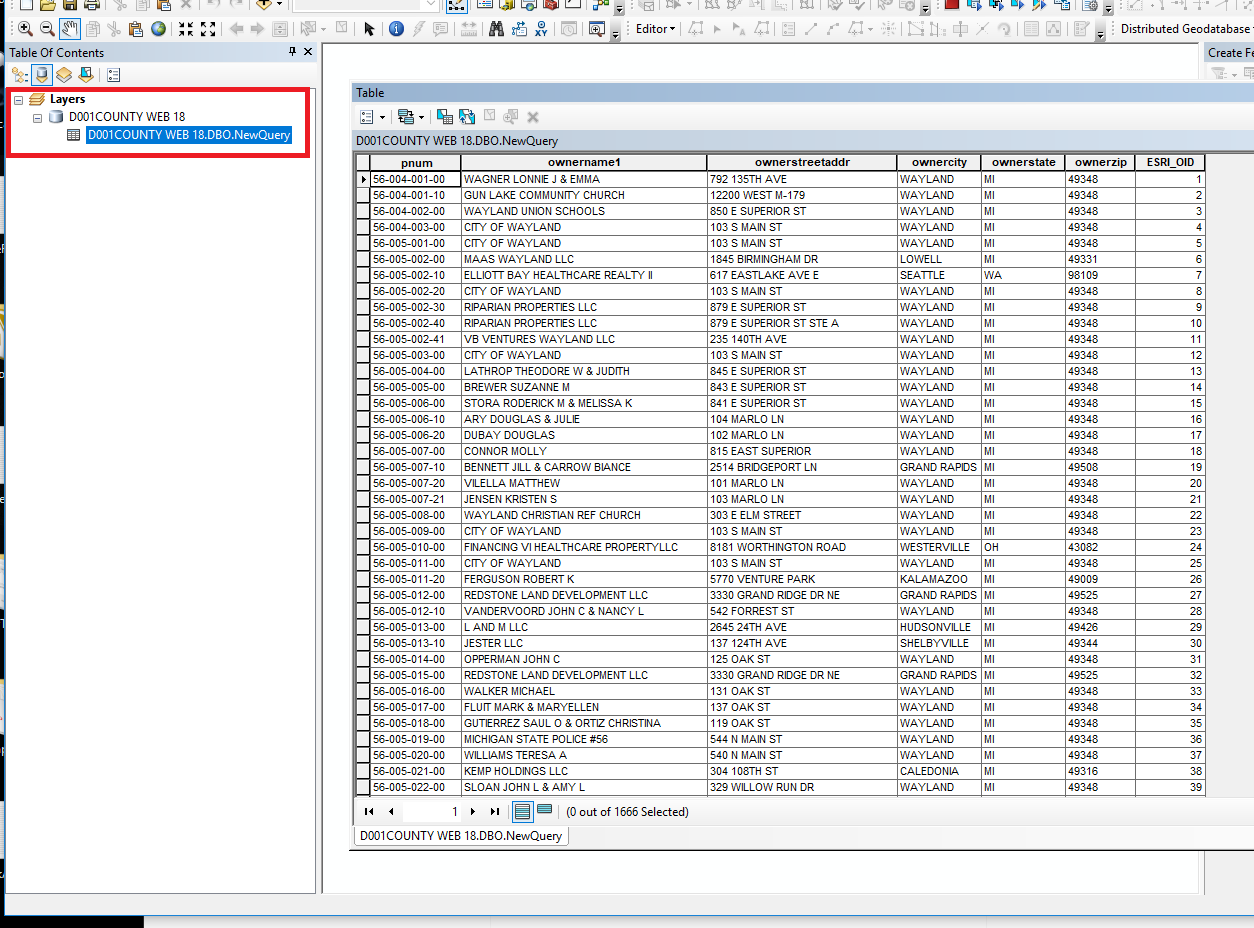 Editor
Distributed Geodatabase
Table Of Contents
Create Fe
Layers
D001COUNTY WEB 18
D001COUNTY WEB 18.DBO.NewQuery
Table
D001COUNTY WEB 18.DBO.NewQuery
pnum ownername1 ownerstreetaddr ownercity ownerstate ownerzip ESRI_OID
56-004-001-00 WAGNER LONNIE J & EMMA 792 135TH AVE WAYLAND MI 49348 1
56-004-001-10 GUN LAKE COMMUNITY CHURCH 12200 WEST M-179 WAYLAND MI 49348 2
56-004-002-00 WAYLAND UNION SCHOOLS 850 E SUPERIOR ST WAYLAND MI 49348 3
56-004-003-00 CITY OF WAYLAND 103 S MAIN ST WAYLAND MI 49348 4
56-005-001-00 CITY OF WAYLAND 103 S MAIN ST WAYLAND MI 49348 5
56-005-002-00 MAAS WAYLAND LLC 1845 BIRMINGHAM DR LOWELL MI 49331 6
56-005-002-10 ELLIOTT BAY HEALTHCARE REALTY II 617 EASTLAKE AVE E SEATTLE WA 98109 7
56-005-002-20 CITY OF WAYLAND 103 S MAIN ST WAYLAND MI 49348 8
56-005-002-30 RIPARIAN PROPERTIES LLC 879 E SUPERIOR ST WAYLAND MI 49348 9
56-005-002-40 RIPARIAN PROPERTIES LLC 879 E SUPERIOR ST STE A WAYLAND MI 49348 10
56-005-002-41 VB VENTURES WAYLAND LLC 235 140TH AVE WAYLAND MI 49348 11
56-005-003-00 CITY OF WAYLAND 103 S MAIN ST WAYLAND MI 49348 12
56-005-004-00 LATHROP THEODORE W & JUDITH 845 E SUPERIOR ST WAYLAND MI 49348 13
56-005-005-00 BREWER SUZANNE M 843 E SUPERIOR ST WAYLAND MI 49348 14
56-005-006-00 STORA RODERICK M & MELISSA K 841 E SUPERIOR ST WAYLAND MI 49348 15
56-005-006-10 ARY DOUGLAS & JULIE 104 MARLO LN WAYLAND MI 49348 16
56-005-006-20 DUBAY DOUGLAS 102 MARLO LN WAYLAND MI 49348 17
56-005-007-00 CONNOR MOLLY 815 EAST SUPERIOR WAYLAND MI 49348 18
56-005-007-10 BENNETT JILL & CARROW BIANCE 2514 BRIDGEPORT LN GRAND RAPIDS MI 49508 19
56-005-007-20 VILELLA MATTHEW 101 MARLO LN WAYLAND MI 49348 20
56-005-007-21 JENSEN KRISTEN S 103 MARLO LN WAYLAND MI 49348 21
56-005-008-00 WAYLAND CHRISTIAN REF CHURCH 303 E ELM STREET WAYLAND MI 49348 22
56-005-009-00 CITY OF WAYLAND 103 S MAIN ST WAYLAND MI 49348 23
56-005-010-00 FINANCING VI HEALTHCARE PROPERTYLLC 8181 WORTHINGTON ROAD WESTERVILLE OH 43082 24
56-005-011-00 CITY OF WAYLAND 103 S MAIN ST WAYLAND MI 49348 25
56-005-011-20 FERGUSON ROBERT K 5770 VENTURE PARK KALAMAZOO MI 49009 26
56-005-012-00 REDSTONE LAND DEVELOPMENT LLC 3330 GRAND RIDGE DR NE GRAND RAPIDS MI 49525 27
56-005-012-10 VANDERVOORD JOHN C & NANCY L 542 FORREST ST WAYLAND MI 49348 28
56-005-013-00 L AND M LLC 2645 24TH AVE HUDSONVILLE MI 49426 29
56-005-013-10 JESTER LLC 137 124TH AVE SHELBYVILLE MI 49344 30
56-005-014-00 OPPERMAN JOHN C 125 OAK ST WAYLAND MI 49348 31
56-005-015-00 REDSTONE LAND DEVELOPMENT LLC 3330 GRAND RIDGE DR NE GRAND RAPIDS MI 49525 32
56-005-016-00 WALKER MICHAEL 131 OAK ST WAYLAND MI 49348 33
56-005-017-00 FLUIT MARK & MARYELLEN 137 OAK ST WAYLAND MI 49348 34
56-005-018-00 GUTIERREZ SAUL O & ORTIZ CHRISTINA 119 OAK ST WAYLAND MI 49348 35
56-005-019-00 MICHIGAN STATE POLICE #56 544 N MAIN ST WAYLAND MI 49348 36
56-005-020-00 WILLIAMS TERESA A 540 N MAIN ST WAYLAND MI 49348 37
56-005-021-00 KEMP HOLDINGS LLC 304 108TH ST CALEDONIA MI 49316 38
56-005-022-00 SLOAN JOHN L & AMY L 329 WILLOW RUN DR WAYLAND MI 49348 39
1 (0 out of 1666 Selected)
D001COUNTY WEB 18.DBO.NewQuery